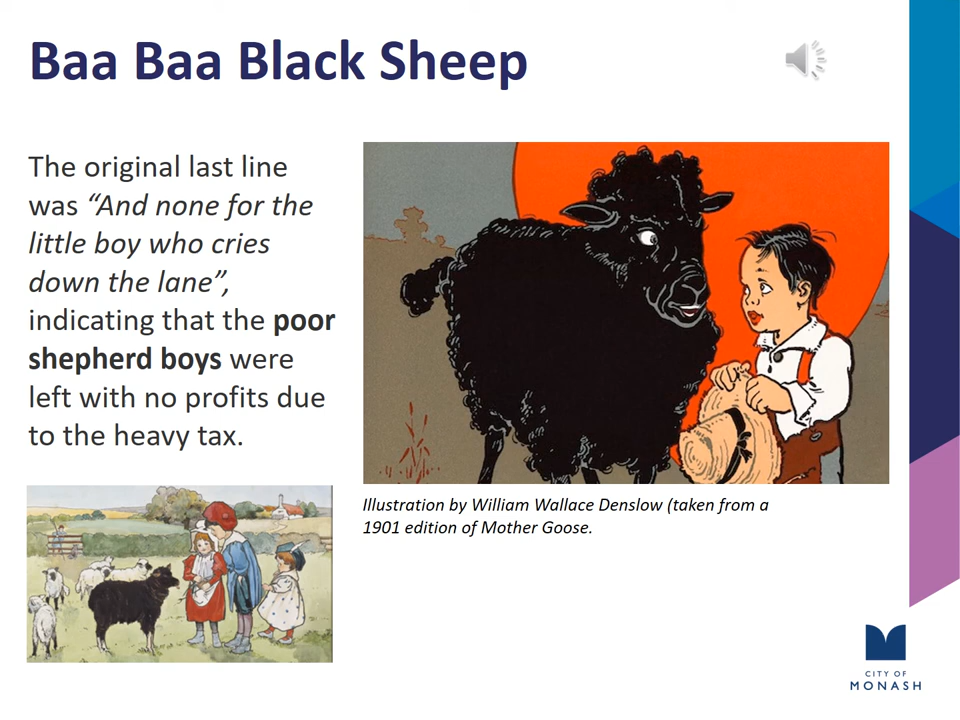 Baa Baa Black Sheep
The original last line
was “And none for the
little boy who cries
down the lane”,
indicating that the poor
shepherd boys were
left with no profits due
to the heavy tax.
Illustration by William Wallace Denslow (taken from a
1901 edition of Mother Goose.
CITY OF
MONASH